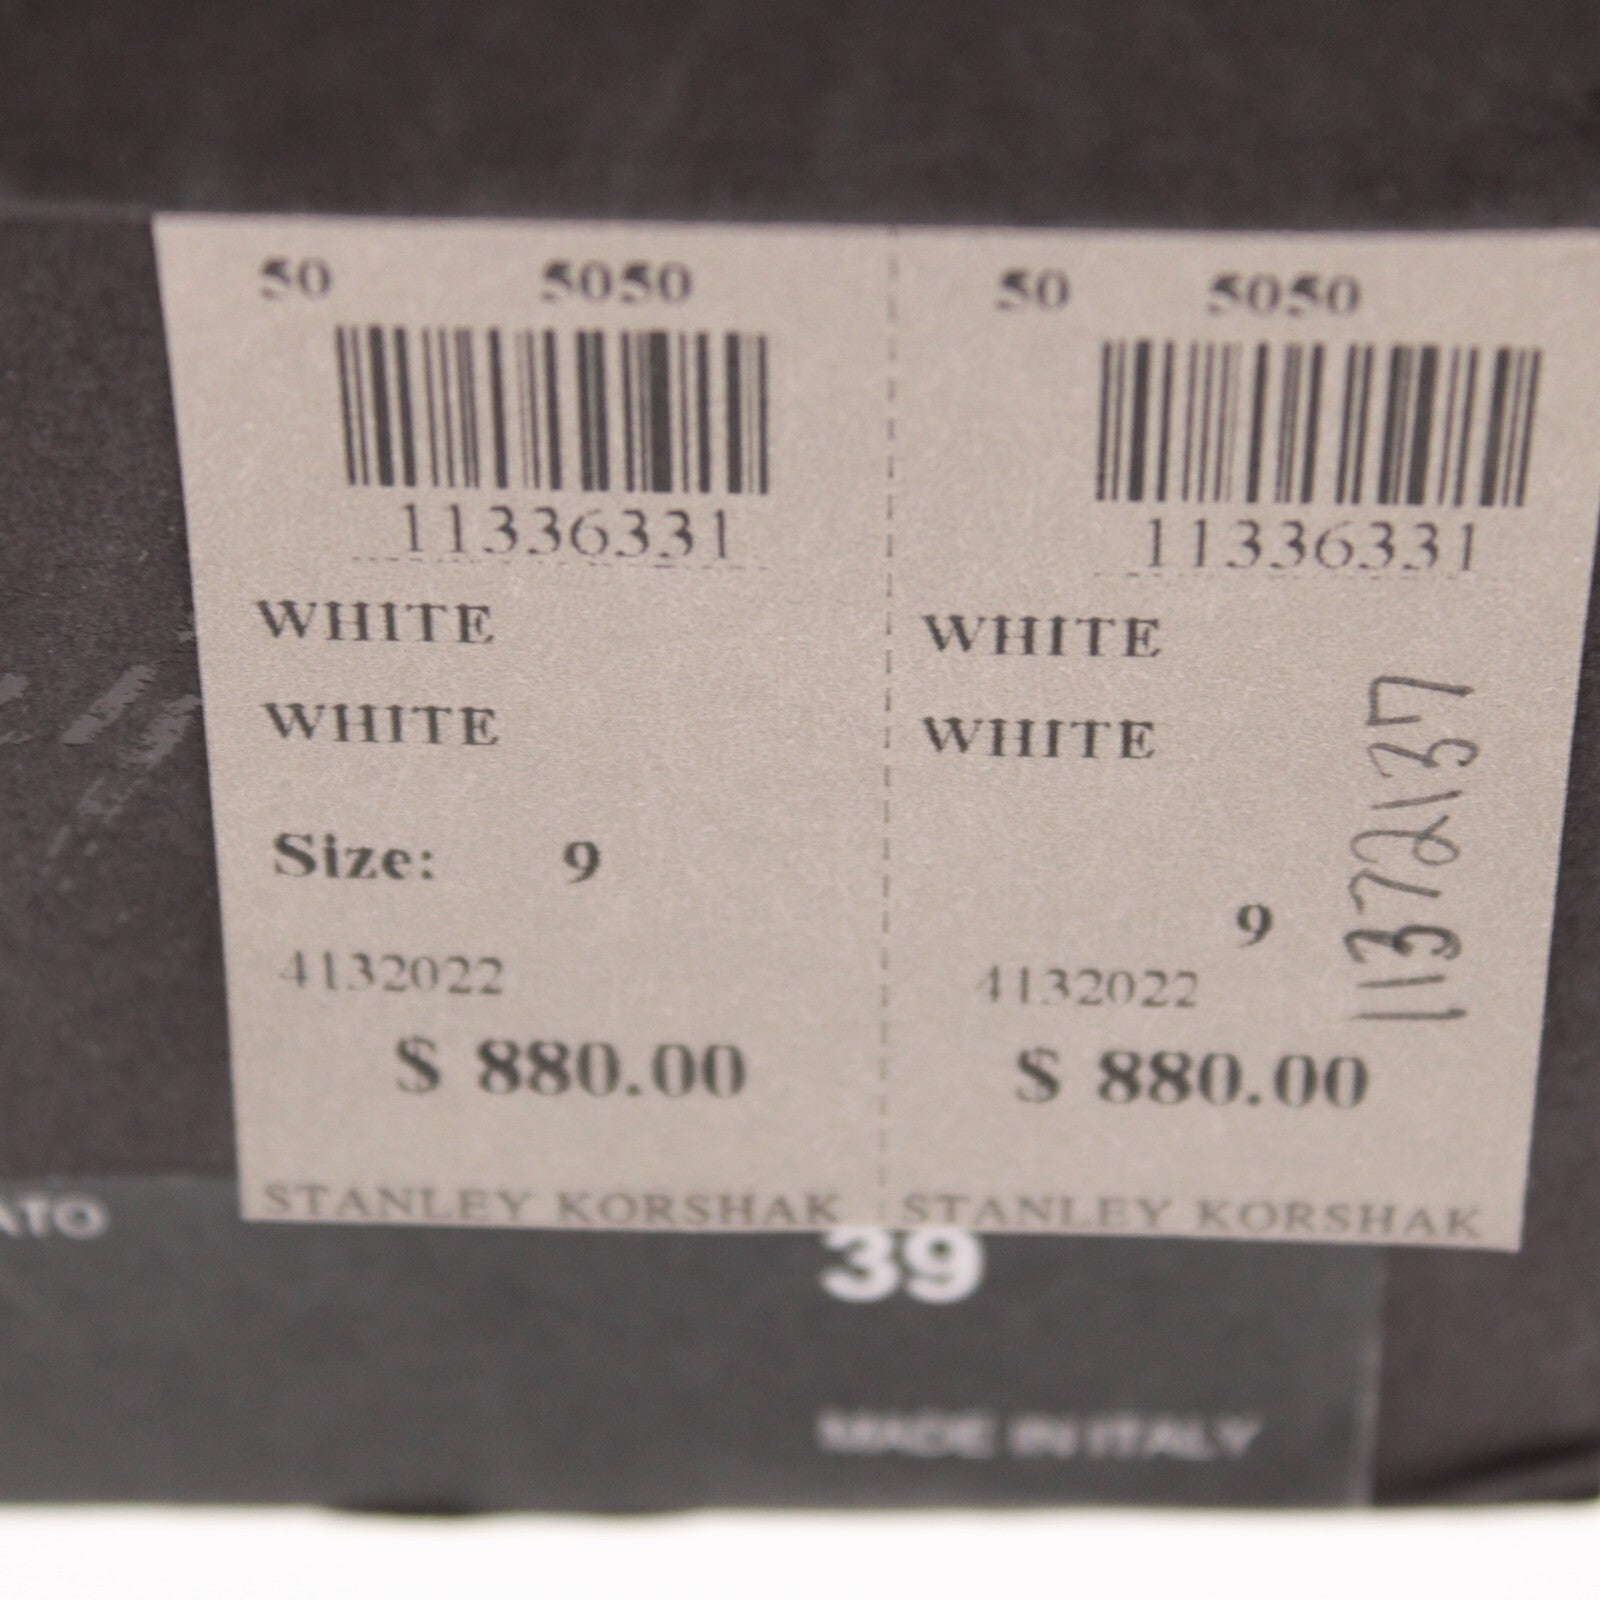 50 5050
11336331
WHITE
WHITE
Size: 9
4132022
$ 880.00
STANLEY KORSHAK
50 5050
11336331
WHITE
WHITE
9
4132022
$ 880.00
STANLEY KORSHAK
11372137
ATO
39
MADE IN ITALY